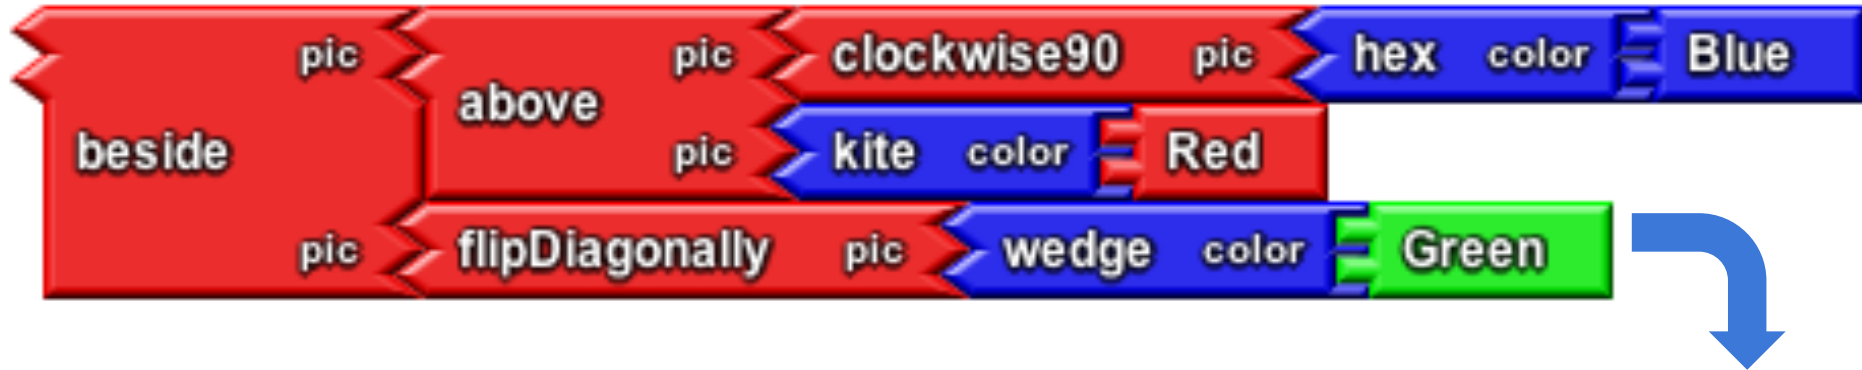 pic pic clockwise90 pic hex color Blue
above
beside pic kite color Red
pic flipDiagonally pic wedge color Green